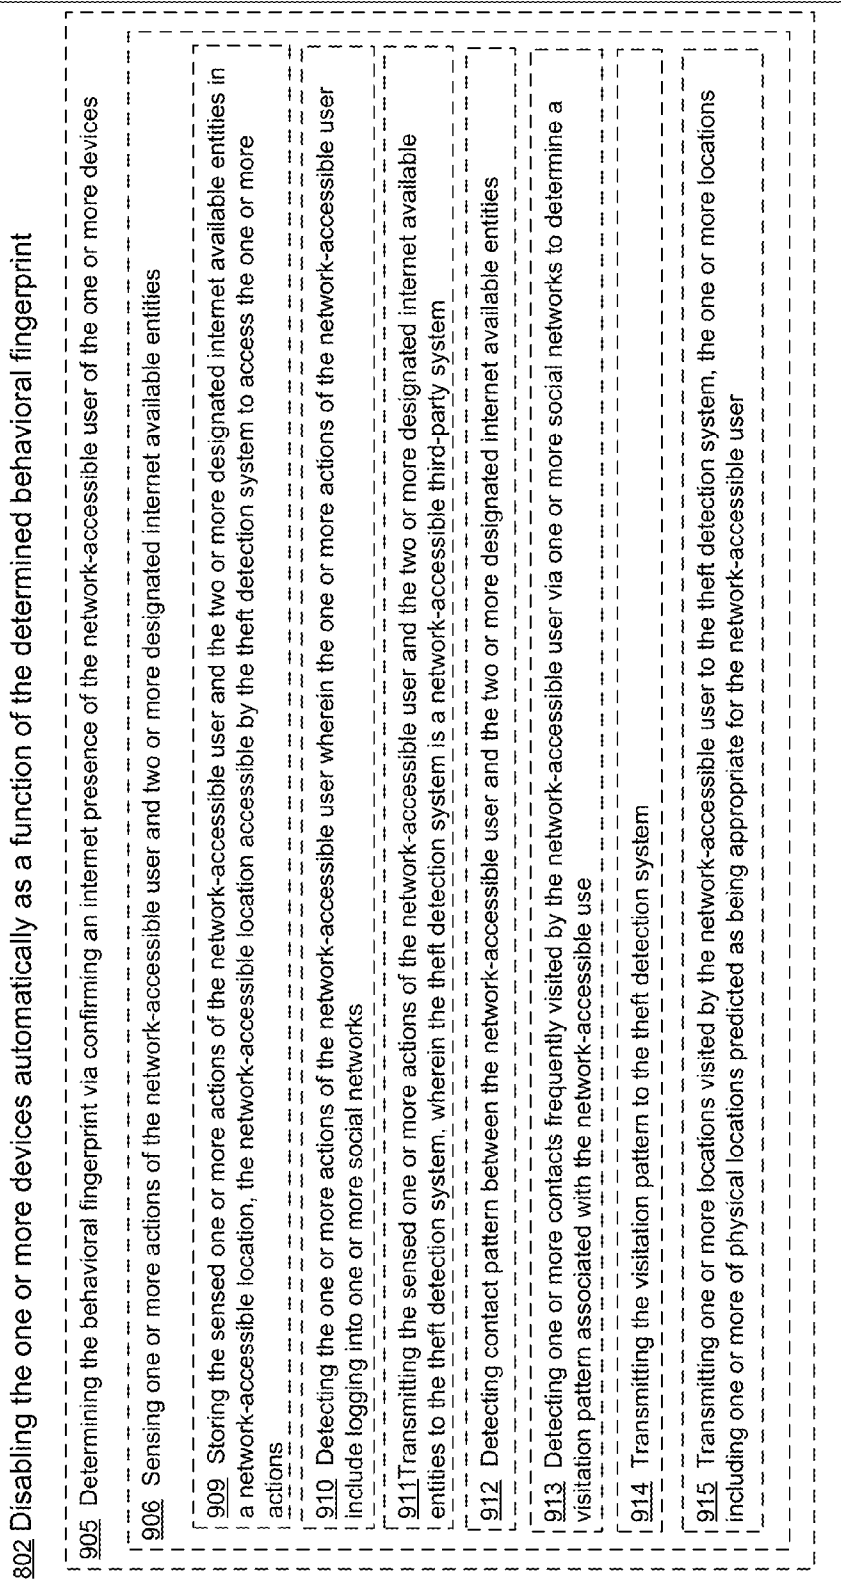 802 Disabling the one or more devices automatically as a function of the determined behavioral fingerprint
905 Determining the behavioral fingerprint via confirming an internet presence of the network-accessible user of the one or more devices
906 Sensing one or more actions of the network-accessible user and two or more designated internet available entities
909 Storing the sensed one or more actions of the network-accessible user and the two or more designated internet available entities in
a network-accessible location, the network-accessible location accessible by the theft detection system to access the one or more
actions
910 Detecting the one or more actions of the network-accessible user wherein the one or more actions of the network-accessible user
include logging into one or more social networks
911Transmitting the sensed one or more actions of the network-accessible user and the two or more designated internet available
entities to the theft detection system, wherein the theft detection system is a network-accessible third-party system
912 Detecting contact pattern between the network-accessible user and the two or more designated internet available entities
913 Detecting one or more contacts frequently visited by the network-accessible user via one or more social networks to determine a
visitation pattern associated with the network-accessible use
914 Transmitting the visitation pattern to the theft detection system
915 Transmitting one or more locations visited by the network-accessible user to the theft detection system, the one or more locations
including one or more of physical locations predicted as being appropriate for the network-accessible user